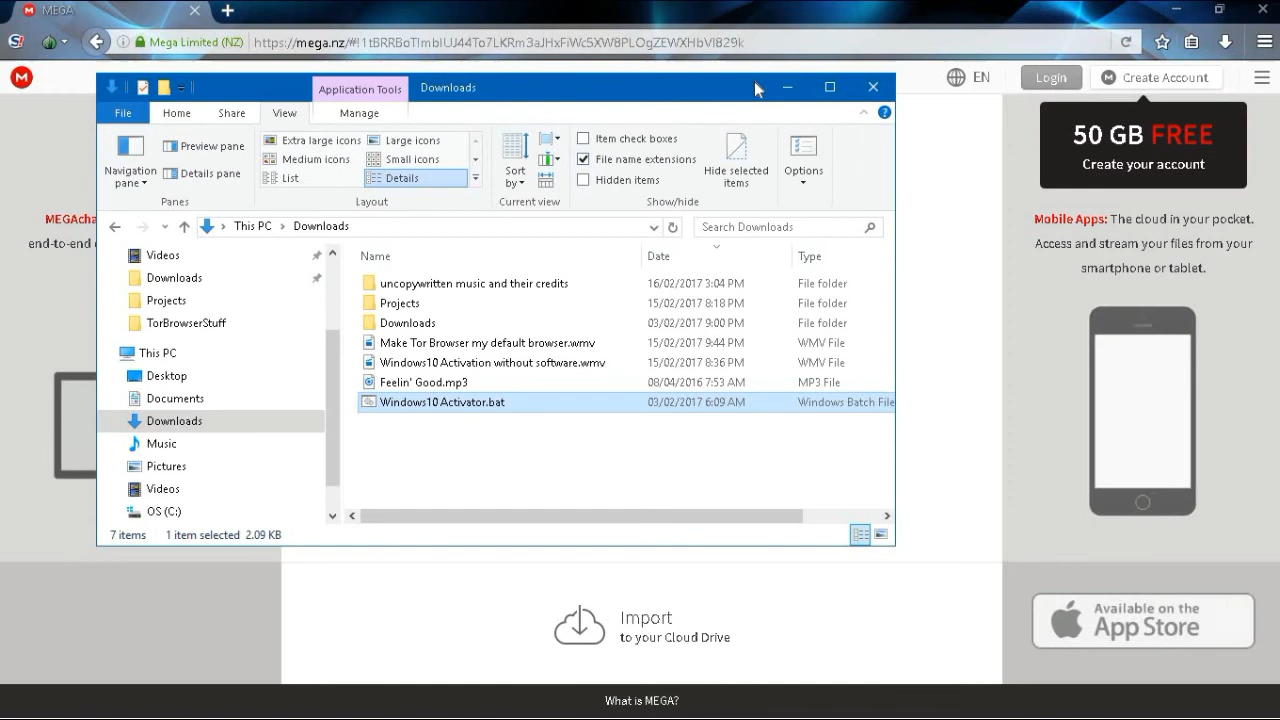 MEGA
Mega Limited (NZ)
EN
Login
Create Account
50 GB FREE
Create your account
MEGAcha
end-to-end
Mobile Apps: The cloud in your pocket.
Access and stream your files from your
smartphone or tablet.
Application Tools
Downloads
File
Home
Share
View
Manage
Navigation
pane
Preview pane
Details pane
Panes
Extra large icons
Large icons
Medium icons
Small icons
List
Details
Layout
Sort
by
Current view
Item check boxes
File name extensions
Hidden items
Hide selected
items
Show/hide
Options
This PC
Downloads
Search Downloads
Videos
Downloads
Projects
TorBrowserStuff
This PC
Desktop
Documents
Downloads
Music
Pictures
Videos
OS (C:)
Name
Date
Type
uncopywritten music and their credits 16/02/2017 3:04 PM File folder
Projects 15/02/2017 8:18 PM File folder
Downloads 03/02/2017 9:00 PM File folder
Make Tor Browser my default browser.wmv 15/02/2017 9:44 PM WMV File
Windows10 Activation without software.wmv 15/02/2017 8:36 PM WMV File
Feelin' Good.mp3 08/04/2016 7:53 AM MP3 File
Windows10 Activator.bat 03/02/2017 6:09 AM Windows Batch File
7 items
1 item selected 2.09 KB
Import
to your Cloud Drive
Available on the
App Store
What is MEGA?